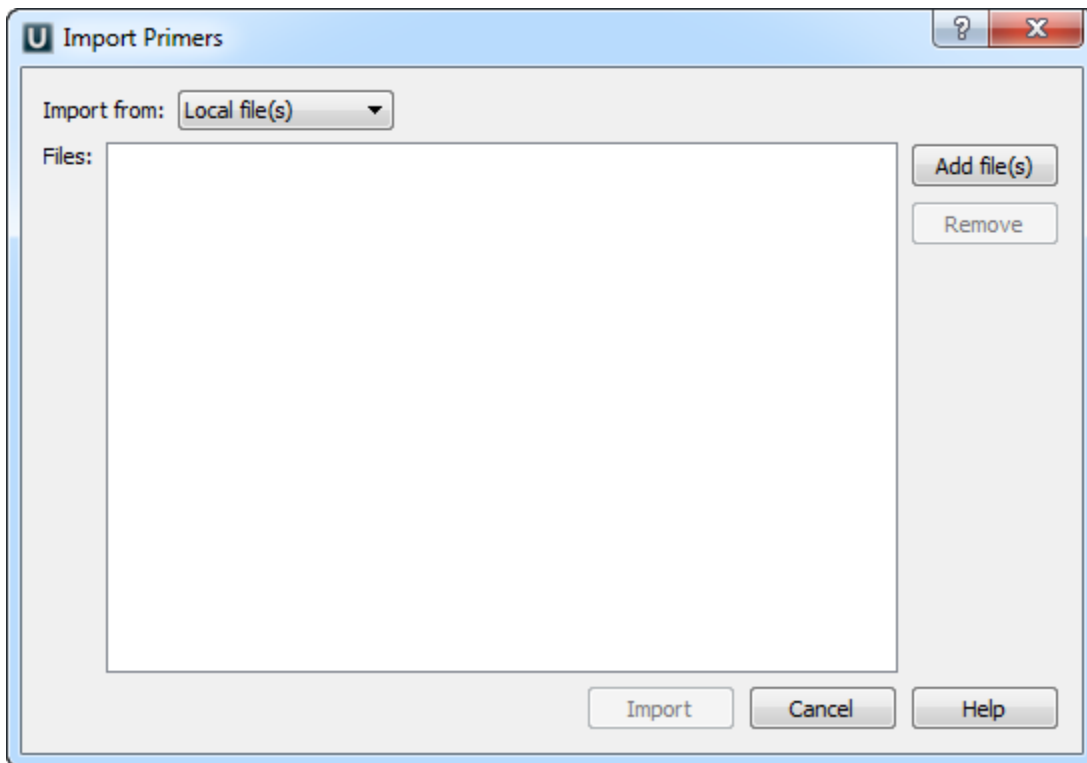 U Import Primers ? X
Import from: Local file(s)
Files:
Add file(s)
Remove
Import Cancel Help